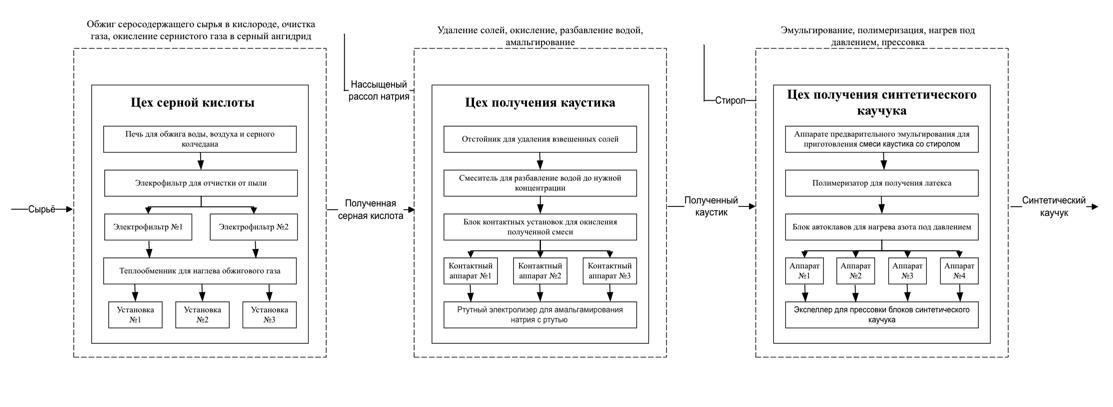 Обжиг серосодержащего сырья в кислороде, очистка
газа, окисление сернистого газа в серный ангидрид
Цех серной кислоты
Печь для обжига воды, воздуха и серного
колчедана
Элекрофильтр для отчистки от пыли
Электрофильтр №1
Электрофильтр №2
Теплообменник для наглева обжигового газа
Установка
№1
Установка
№2
Установка
№3
Сырьё
Удаление солей, окисление, разбавление водой,
амальгирование
Нассыщеный
рассол натрия
Полученная
серная кислота
Цех получения каустика
Отстойник для удаления взвешенных солей
Смеситель для разбавление водой до нужной
концентрации
Блок контактных установок для окисления
полученной смеси
Контактный
аппарат №1
Контактный
аппарат №2
Контактный
аппарат №3
Ртутный электролизер для амальгамирования
натрия с ртутью
Эмульгирование, полимеризация, нагрев под
давлением, прессовка
Стирол
Полученный
каустик
Цех получения синтетического
каучука
Аппарате предварительного эмульгирования для
приготовления смеси каустика со стиролом
Полимеризатор для получения латекса
Блок автоклавов для нагрева азота под давлением
Аппарат
№1
Аппарат
№2
Аппарат
№3
Аппарат
№4
Экспеллер для прессовки блоков синтетического
каучука
Синтетический
каучук